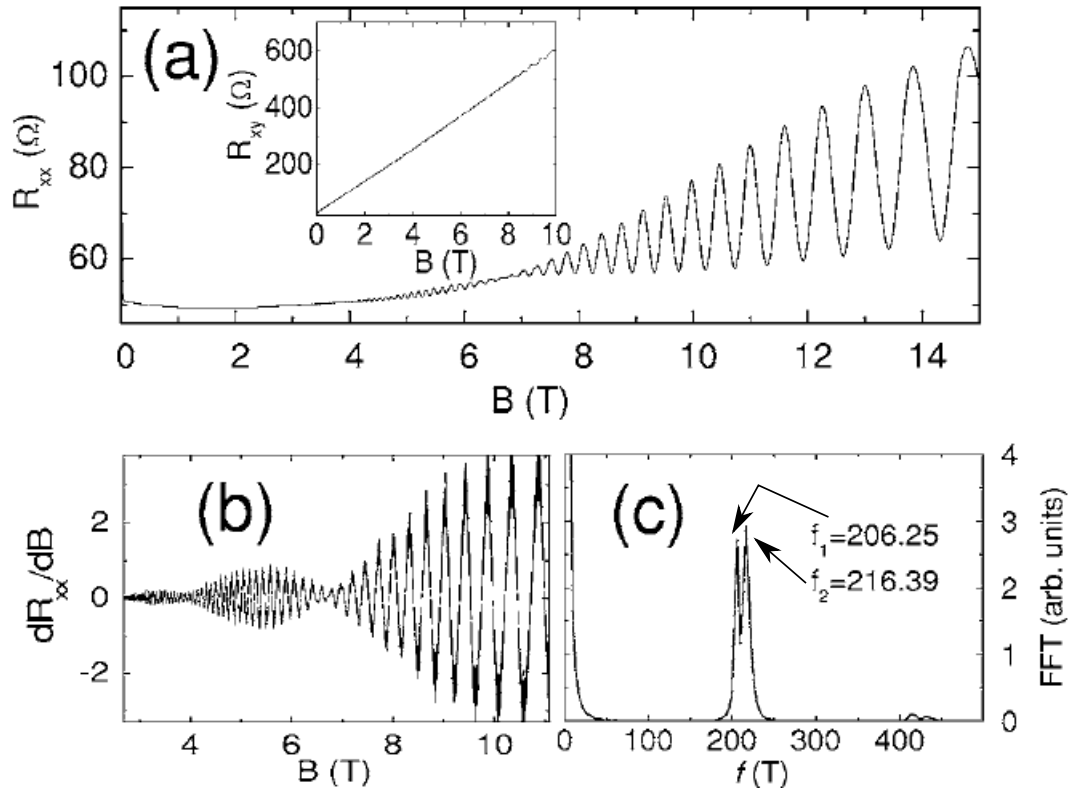 (a)
R_xx (Ω)
100
80
60
0 2 4 6 8 10 12 14
B (T)
R_xy (Ω)
600
400
200
0 2 4 6 8 10
B (T)
(b)
dR_xx/dB
2
0
-2
4 6 8 10
B (T)
(c)
f_1=206.25
f_2=216.39
4
3
2
1
0
FFT (arb. units)
0 100 200 300 400
f (T)